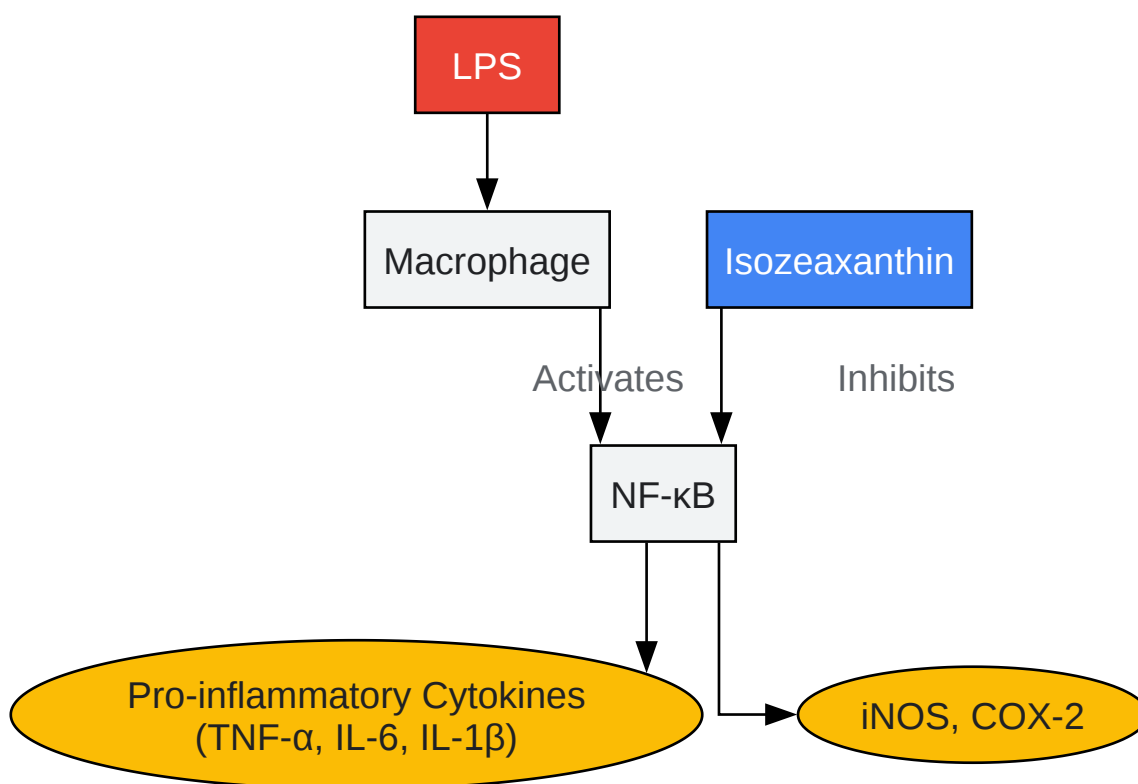 LPS
Macrophage
Isozeaxanthin
Activates
Inhibits
NF-κB
Pro-inflammatory Cytokines
(TNF-α, IL-6, IL-1β)
iNOS, COX-2